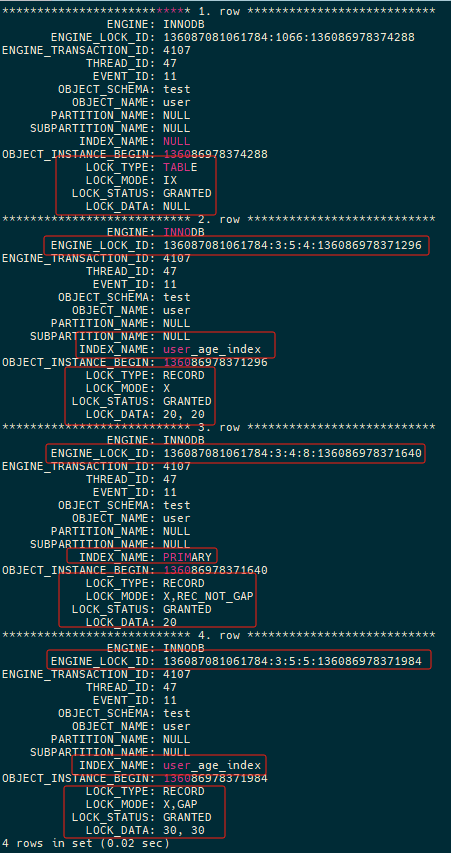 *************************** 1. row ***************************
ENGINE: INNODB
ENGINE_LOCK_ID: 136087081061784:1066:136086978374288
ENGINE_TRANSACTION_ID: 4107
THREAD_ID: 47
EVENT_ID: 11
OBJECT_SCHEMA: test
OBJECT_NAME: user
PARTITION_NAME: NULL
SUBPARTITION_NAME: NULL
INDEX_NAME: NULL
OBJECT_INSTANCE_BEGIN: 136086978374288
LOCK_TYPE: TABLE
LOCK_MODE: IX
LOCK_STATUS: GRANTED
LOCK_DATA: NULL
*************************** 2. row ***************************
ENGINE: INNODB
ENGINE_LOCK_ID: 136087081061784:3:5:4:136086978371296
ENGINE_TRANSACTION_ID: 4107
THREAD_ID: 47
EVENT_ID: 11
OBJECT_SCHEMA: test
OBJECT_NAME: user
PARTITION_NAME: NULL
SUBPARTITION_NAME: NULL
INDEX_NAME: user_age_index
OBJECT_INSTANCE_BEGIN: 136086978371296
LOCK_TYPE: RECORD
LOCK_MODE: X
LOCK_STATUS: GRANTED
LOCK_DATA: 20, 20
*************************** 3. row ***************************
ENGINE: INNODB
ENGINE_LOCK_ID: 136087081061784:3:4:8:136086978371640
ENGINE_TRANSACTION_ID: 4107
THREAD_ID: 47
EVENT_ID: 11
OBJECT_SCHEMA: test
OBJECT_NAME: user
PARTITION_NAME: NULL
SUBPARTITION_NAME: NULL
INDEX_NAME: PRIMARY
OBJECT_INSTANCE_BEGIN: 136086978371640
LOCK_TYPE: RECORD
LOCK_MODE: X,REC_NOT_GAP
LOCK_STATUS: GRANTED
LOCK_DATA: 20
*************************** 4. row ***************************
ENGINE: INNODB
ENGINE_LOCK_ID: 136087081061784:3:5:5:136086978371984
ENGINE_TRANSACTION_ID: 4107
THREAD_ID: 47
EVENT_ID: 11
OBJECT_SCHEMA: test
OBJECT_NAME: user
PARTITION_NAME: NULL
SUBPARTITION_NAME: NULL
INDEX_NAME: user_age_index
OBJECT_INSTANCE_BEGIN: 136086978371984
LOCK_TYPE: RECORD
LOCK_MODE: X,GAP
LOCK_STATUS: GRANTED
LOCK_DATA: 30, 30
4 rows in set (0.02 sec)